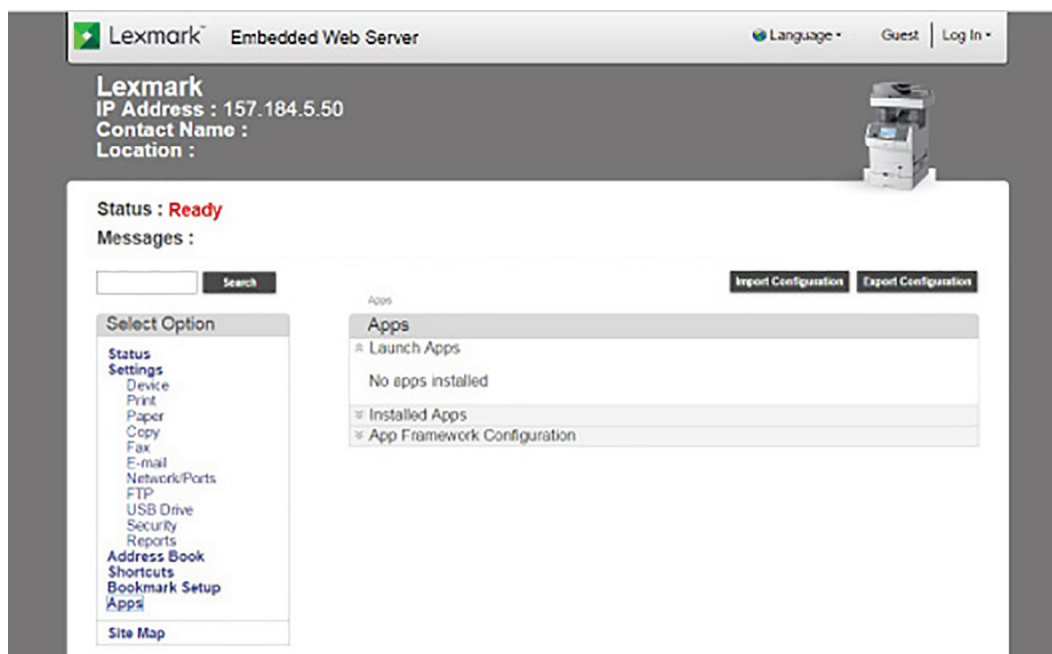 Lexmark™ Embedded Web Server Language Guest Log In
Lexmark
IP Address : 157.184.5.50
Contact Name :
Location :
Status : Ready
Messages :
Search
Import Configuration Export Configuration
Apps
Select Option
Status
Settings
Device
Print
Paper
Copy
Fax
E-mail
Network/Ports
FTP
USB Drive
Security
Reports
Address Book
Shortcuts
Bookmark Setup
Apps
Site Map
Apps
Launch Apps
No apps installed
Installed Apps
App Framework Configuration